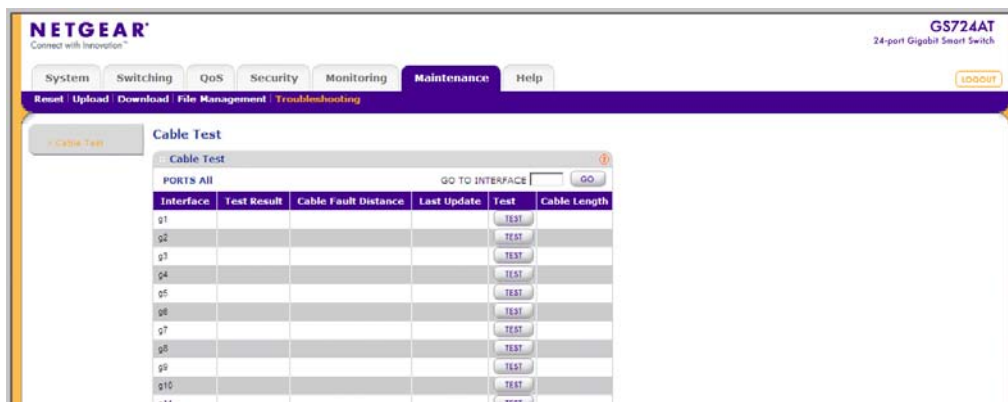 NETGEAR
Connect with Innovation™
GS724AT
24-port Gigabit Smart Switch
System Switching QoS Security Monitoring Maintenance Help
LOGOUT
Reset Upload Download File Management Troubleshooting
Cable Test
Cable Test
Cable Test
PORTS All GO TO INTERFACE GO
Interface Test Result Cable Fault Distance Last Update Test Cable Length
g1 TEST
g2 TEST
g3 TEST
g4 TEST
g5 TEST
g6 TEST
g7 TEST
g8 TEST
g9 TEST
g10 TEST